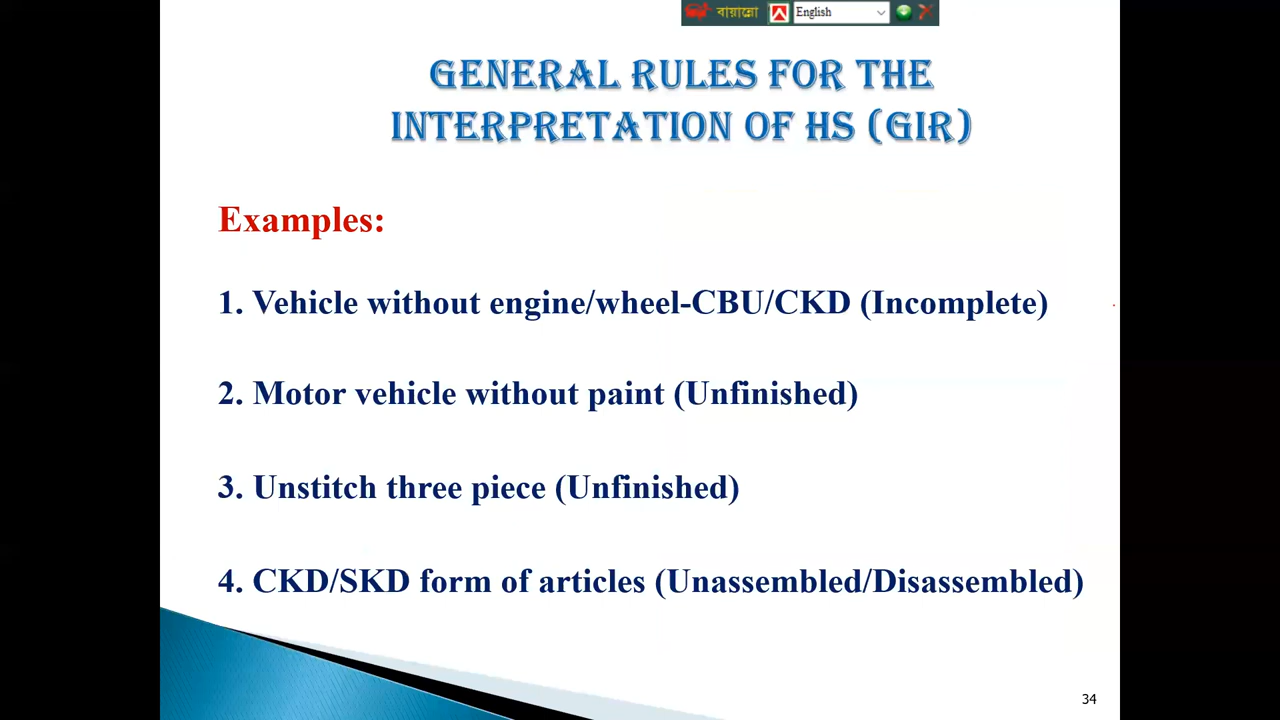 বায়ান্নো English
GENERAL RULES FOR THE
INTERPRETATION OF HS (GIR)
Examples:
1. Vehicle without engine/wheel-CBU/CKD (Incomplete)
2. Motor vehicle without paint (Unfinished)
3. Unstitch three piece (Unfinished)
4. CKD/SKD form of articles (Unassembled/Disassembled)
34